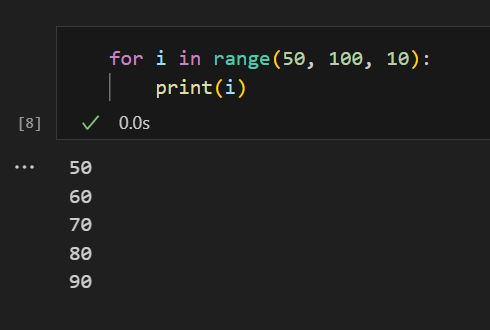 for i in range(50, 100, 10):
    print(i)
[8] 0.0s
50
60
70
80
90